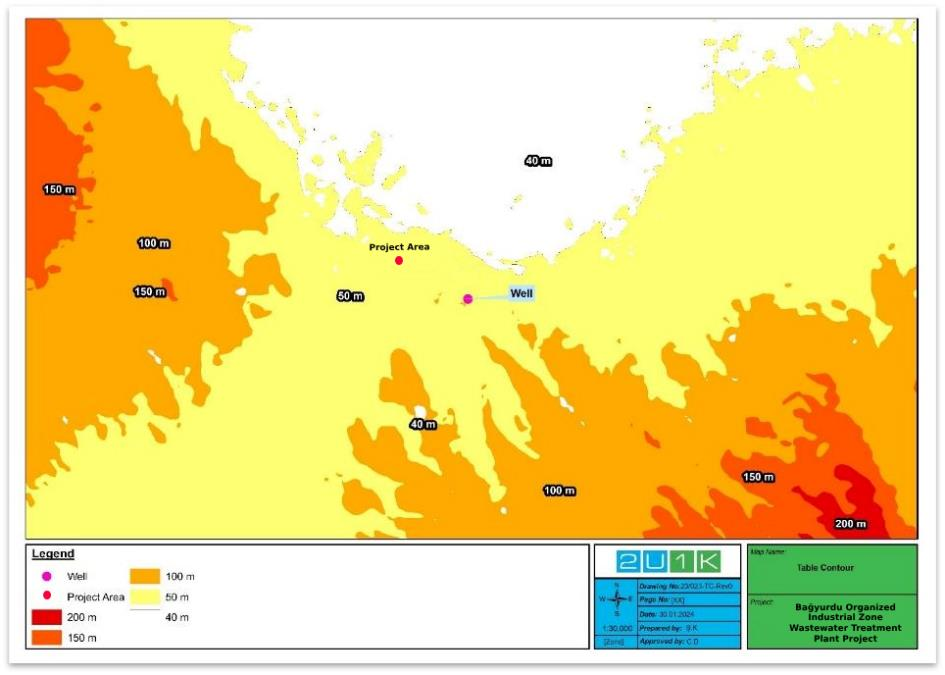 40 m
150 m
100 m
Project Area
150 m
50 m
Well
40 m
150 m
100 m
200 m
Legend
Well
Project Area
200 m
150 m
100 m
50 m
40 m
2U1K
N
W
E
S
1:30,000
[Zone]
Drawing No:23/023-TC-Rev0
Page No: [XX]
Date: 30.01.2024
Prepared by: B.K
Approved by: C.D
Map Name:
Table Contour
Project:
Bağyurdu Organized
Industrial Zone
Wastewater Treatment
Plant Project